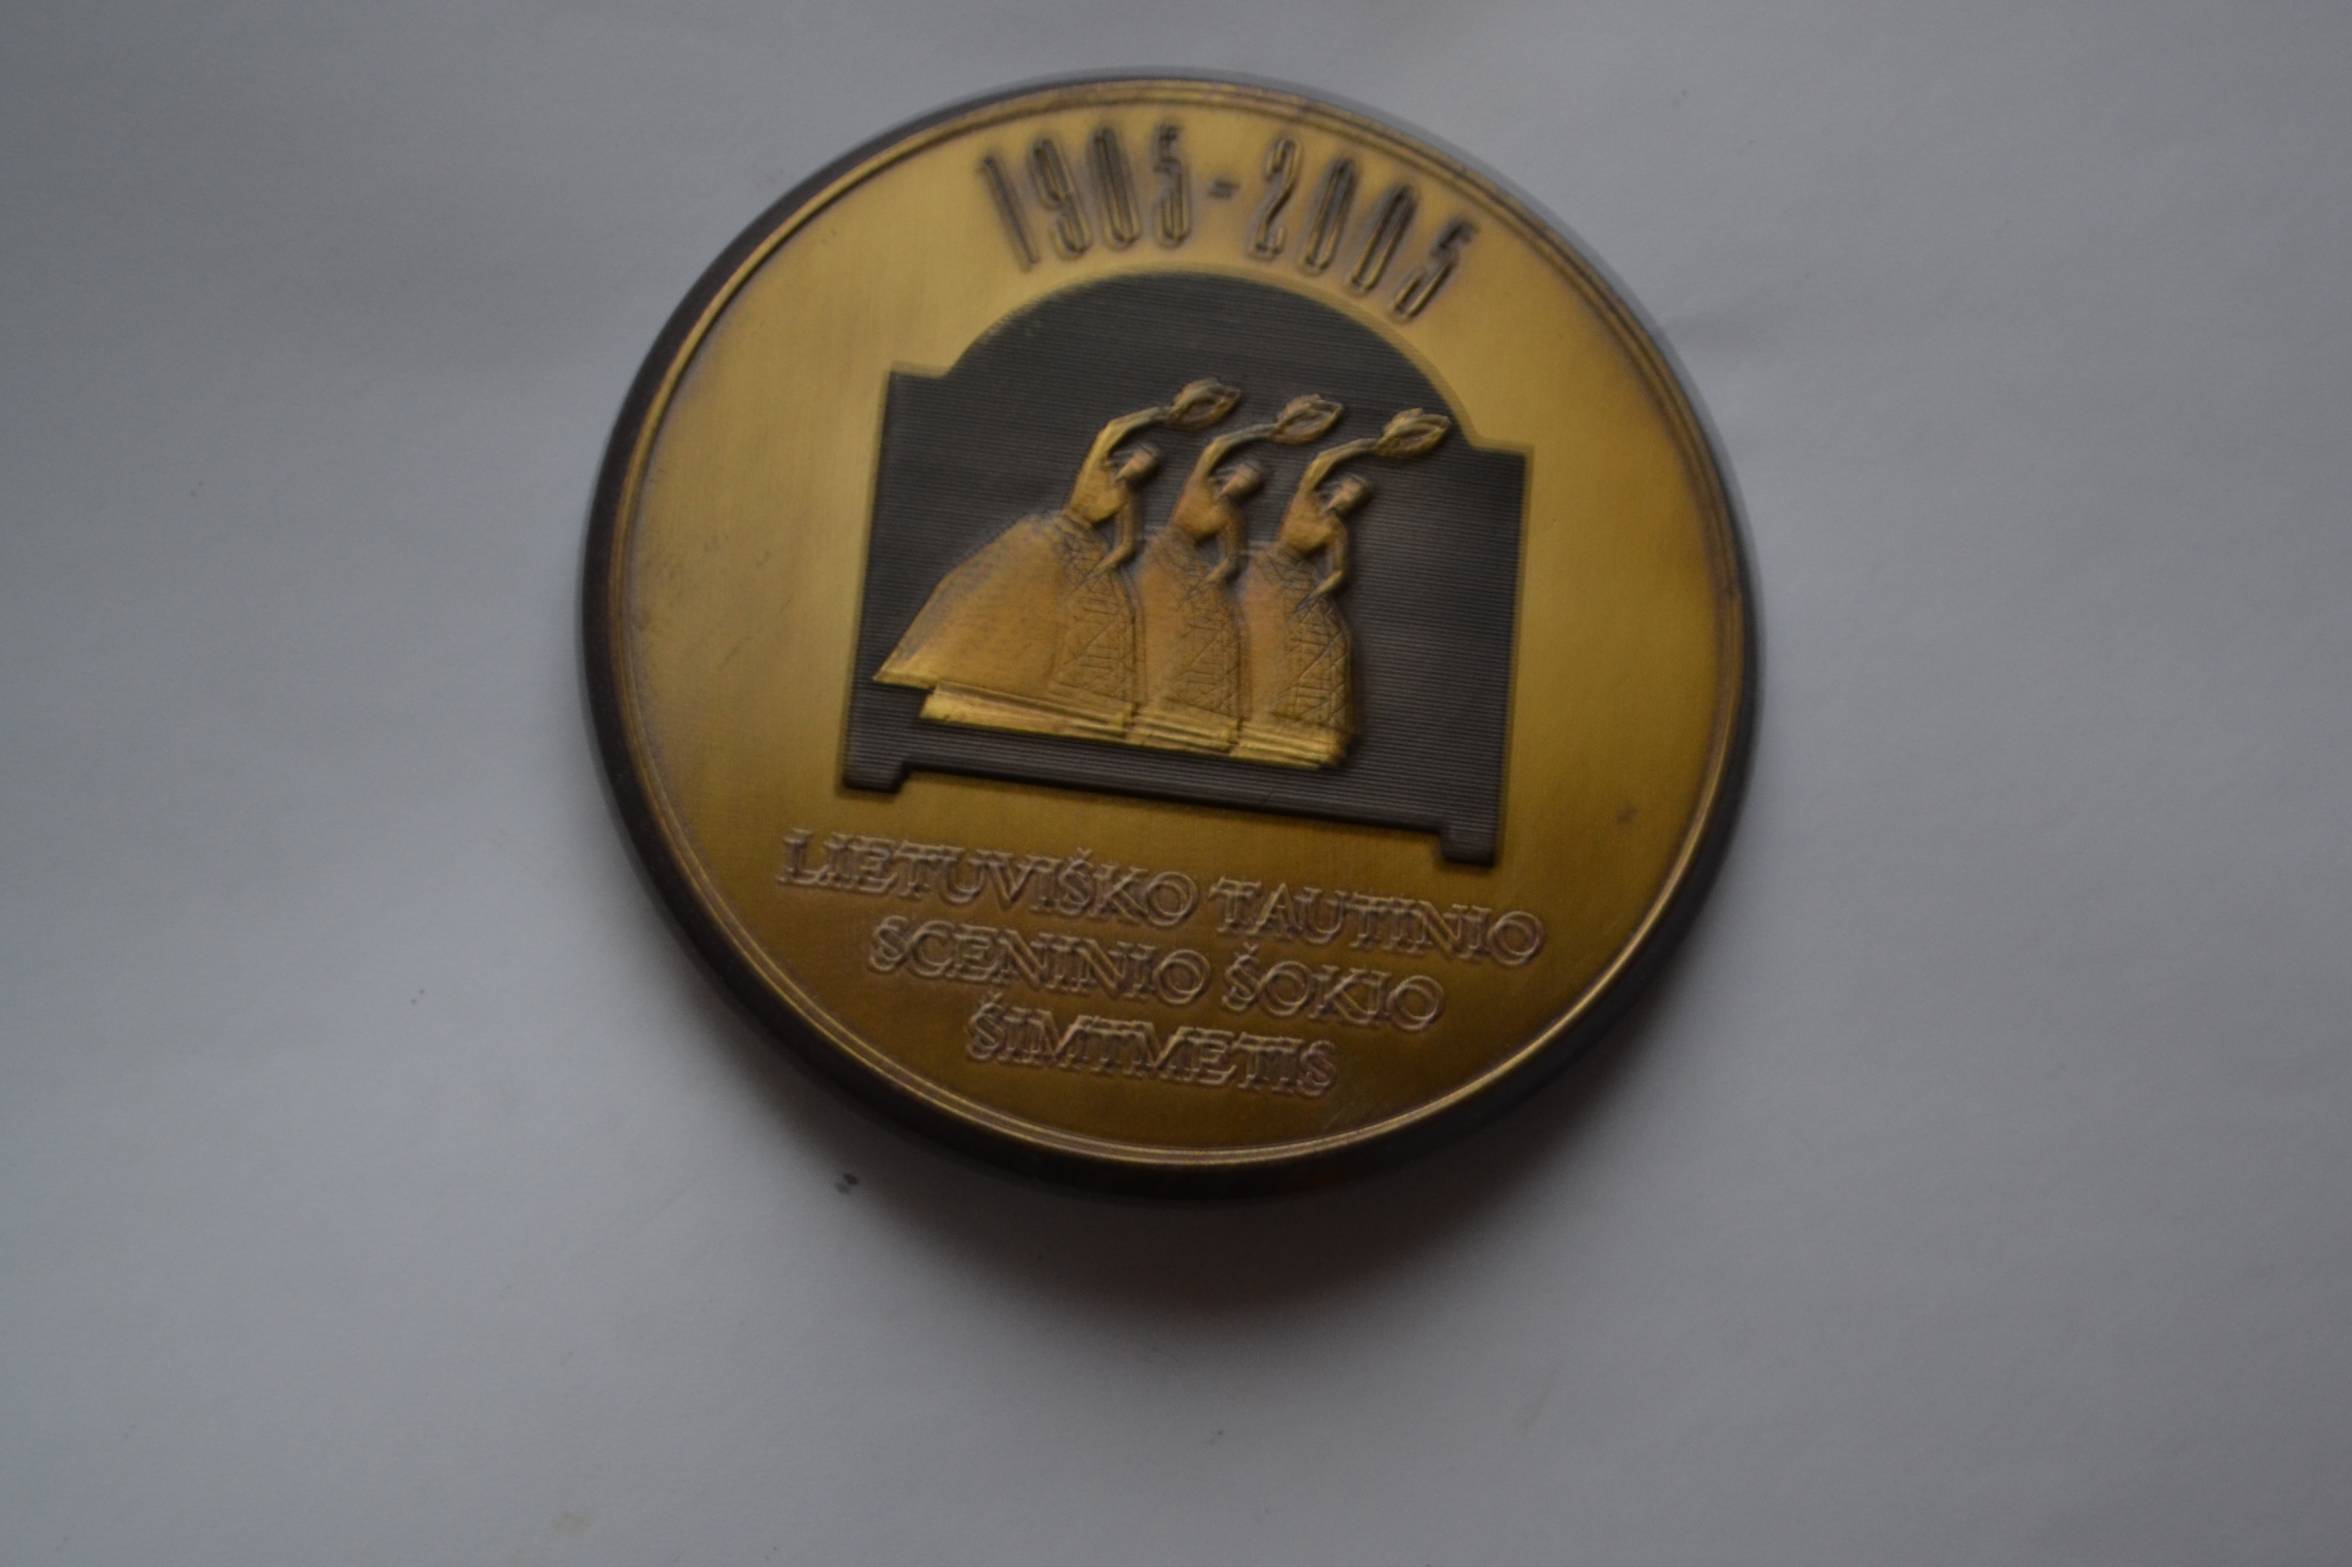 1905-2005
LIETUVIŠKO TAUTINIO
SCENINIO ŠOKIO
ŠIMTMETIS